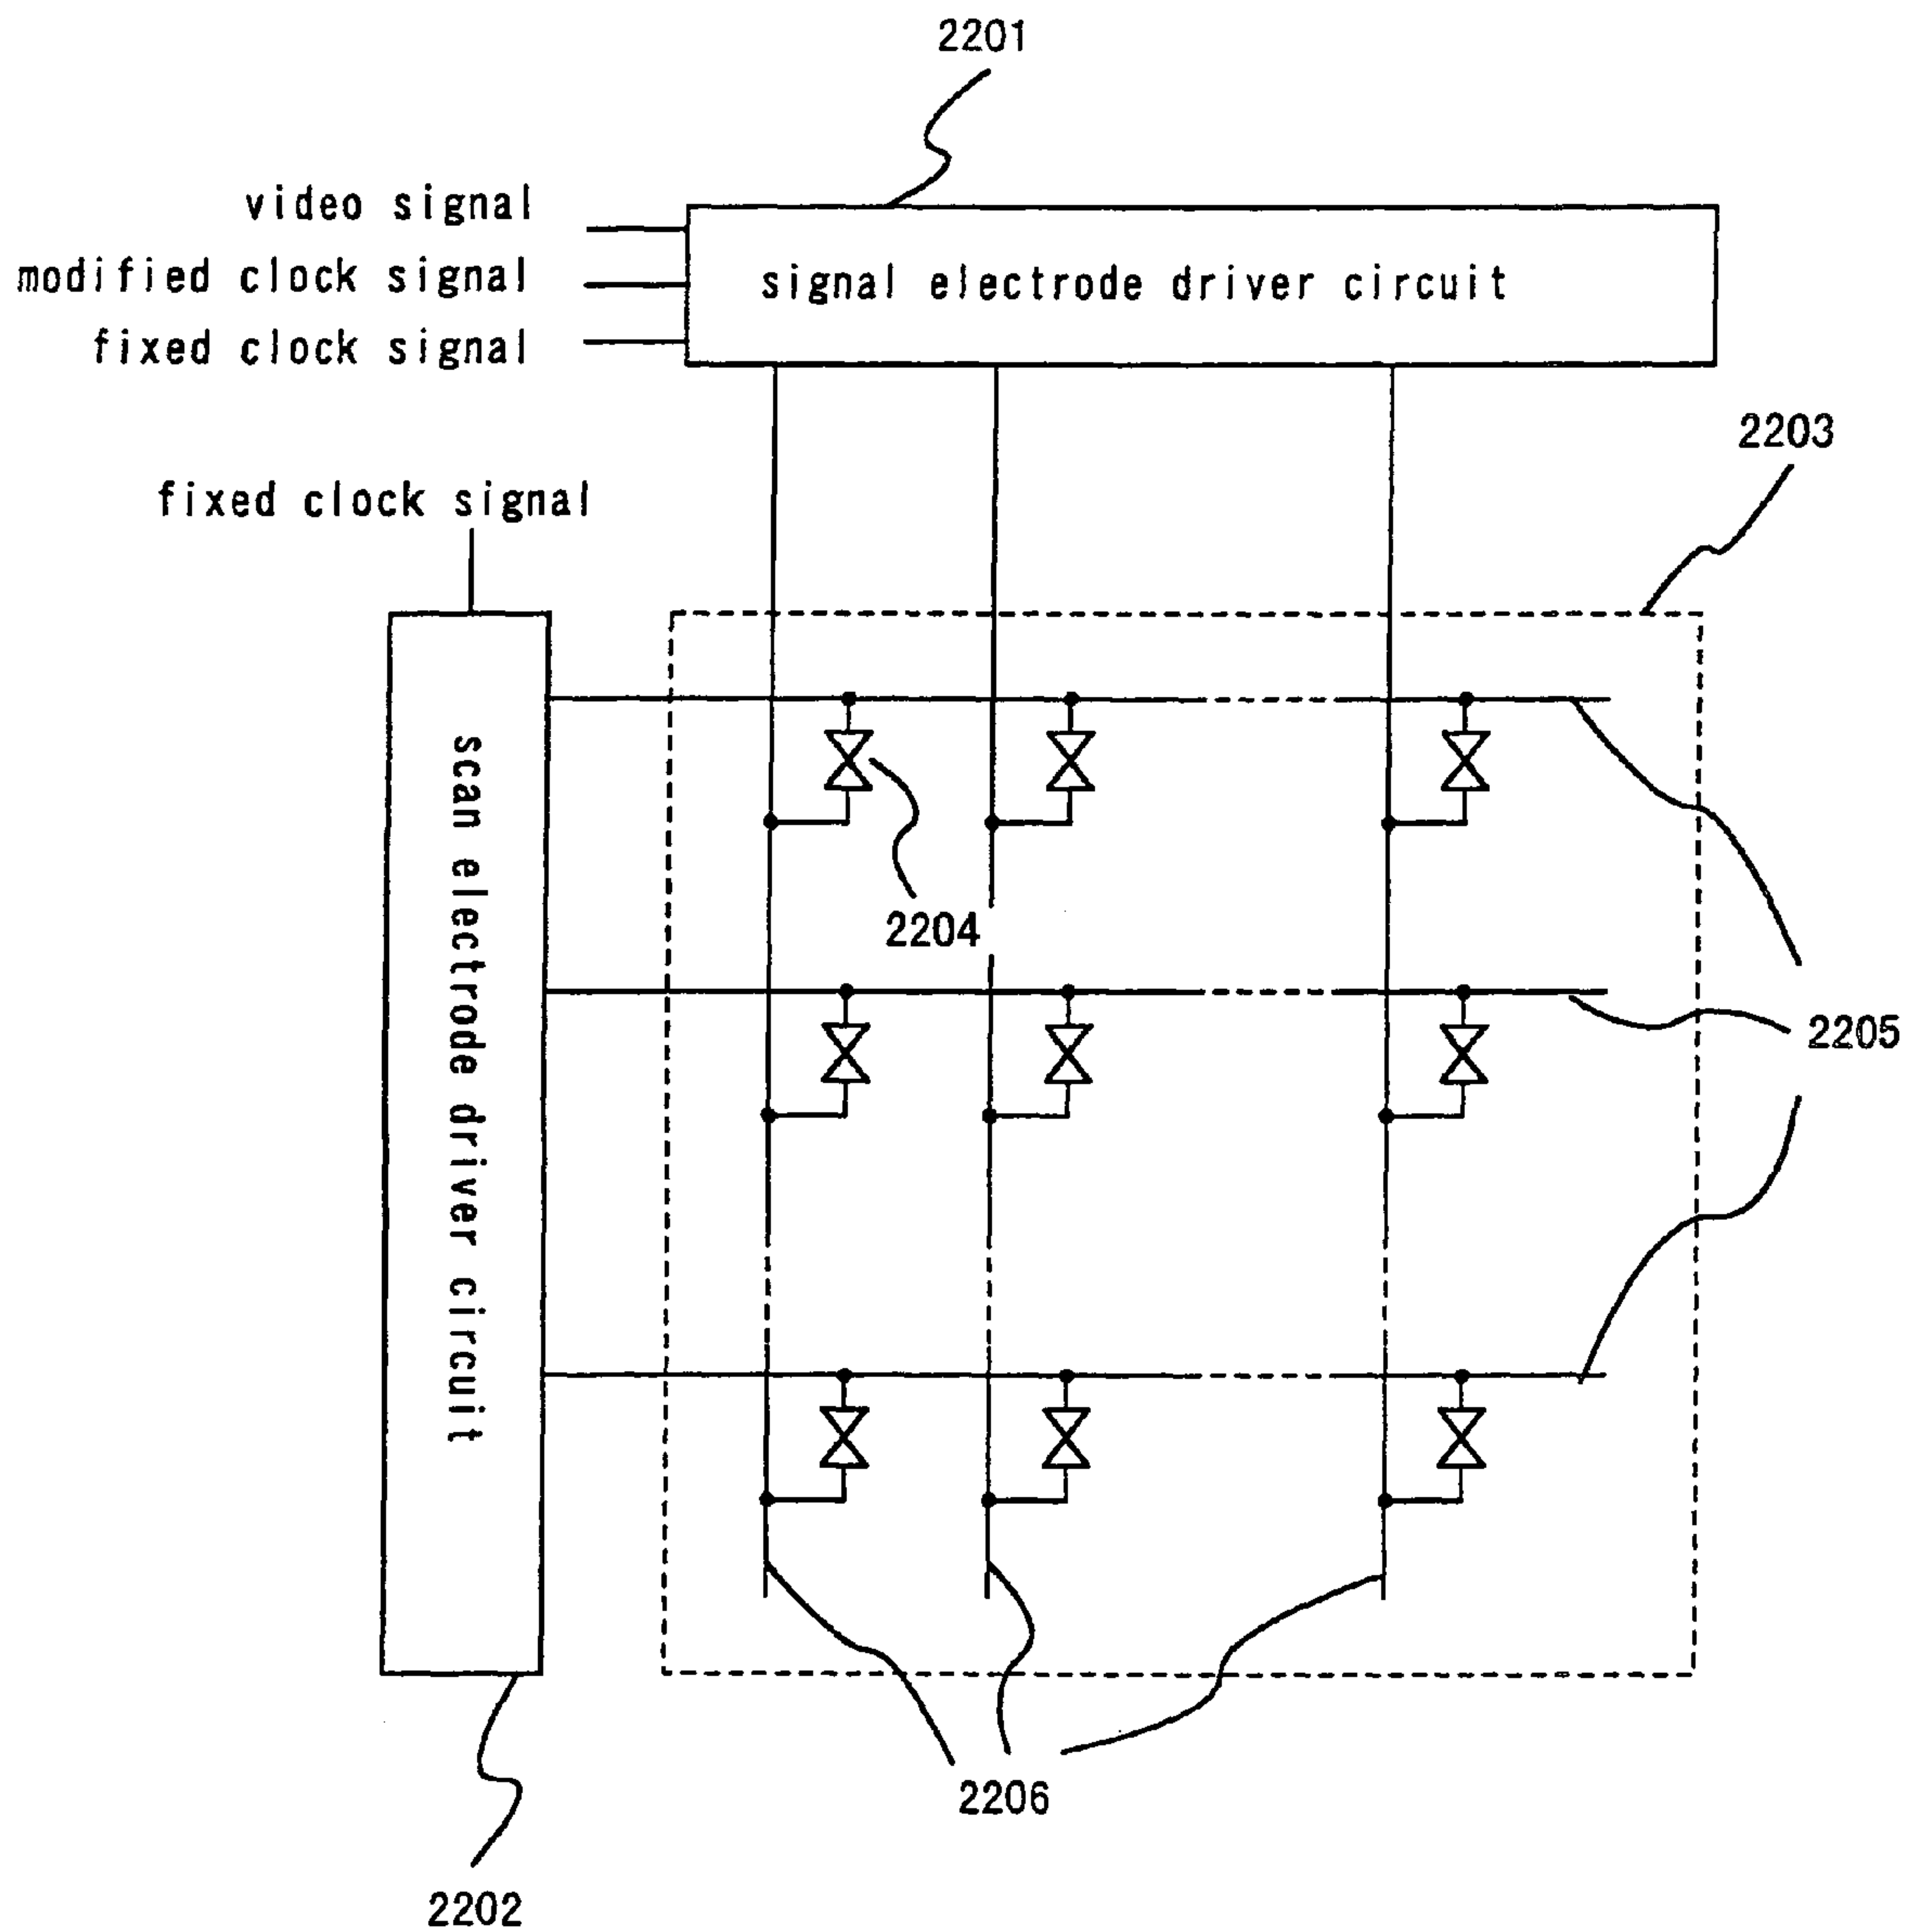 2201
video signal
modified clock signal
fixed clock signal
signal electrode driver circuit
2203
fixed clock signal
scan electrode driver circuit
2204
2205
2206
2202